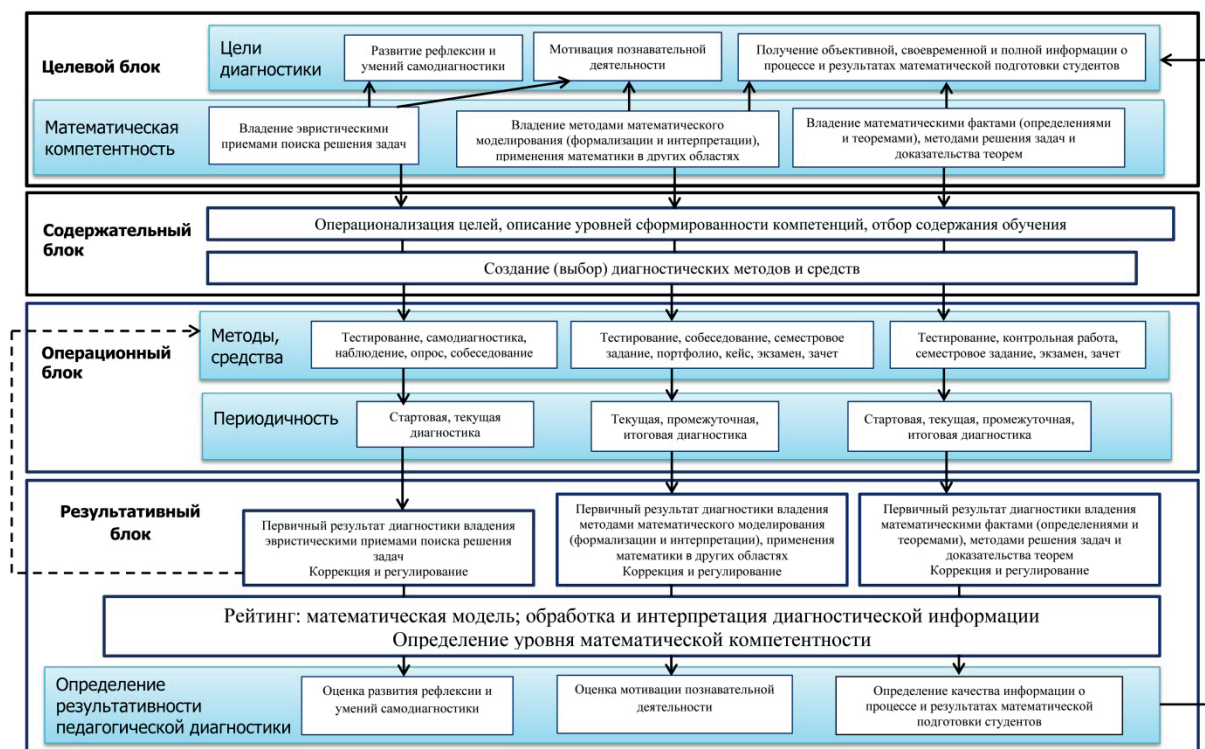 Целевой блок
Цели
диагностики
Развитие рефлексии и
умений самодиагностики
Мотивация познавательной
деятельности
Получение объективной, своевременной и полной информации о
процессе и результатах математической подготовки студентов
Математическая
компетентность
Владение эвристическими
приемами поиска решения задач
Владение методами математического
моделирования (формализации и интерпретации),
применения математики в других областях
Владение математическими фактами (определениями
и теоремами), методами решения задач и
доказательства теорем
Содержательный
блок
Операционализация целей, описание уровней сформированности компетенций, отбор содержания обучения
Создание (выбор) диагностических методов и средств
Операционный
блок
Методы,
средства
Тестирование, самодиагностика,
наблюдение, опрос, собеседование
Тестирование, собеседование, семестровое
задание, портфолио, кейс, экзамен, зачет
Тестирование, контрольная работа,
семестровое задание, экзамен, зачет
Периодичность
Стартовая, текущая
диагностика
Текущая, промежуточная,
итоговая диагностика
Стартовая, текущая, промежуточная,
итоговая диагностика
Результативный
блок
Первичный результат диагностики владения
эвристическими приемами поиска решения
задач
Коррекция и регулирование
Первичный результат диагностики владения
методами математического моделирования
(формализации и интерпретации), применения
математики в других областях
Коррекция и регулирование
Первичный результат диагностики владения
математическими фактами (определениями и
теоремами), методами решения задач и
доказательства теорем
Коррекция и регулирование
Рейтинг: математическая модель; обработка и интерпретация диагностической информации
Определение уровня математической компетентности
Определение
результативности
педагогической диагностики
Оценка развития рефлексии и
умений самодиагностики
Оценка мотивации познавательной
деятельности
Определение качества информации о
процессе и результатах математической
подготовки студентов